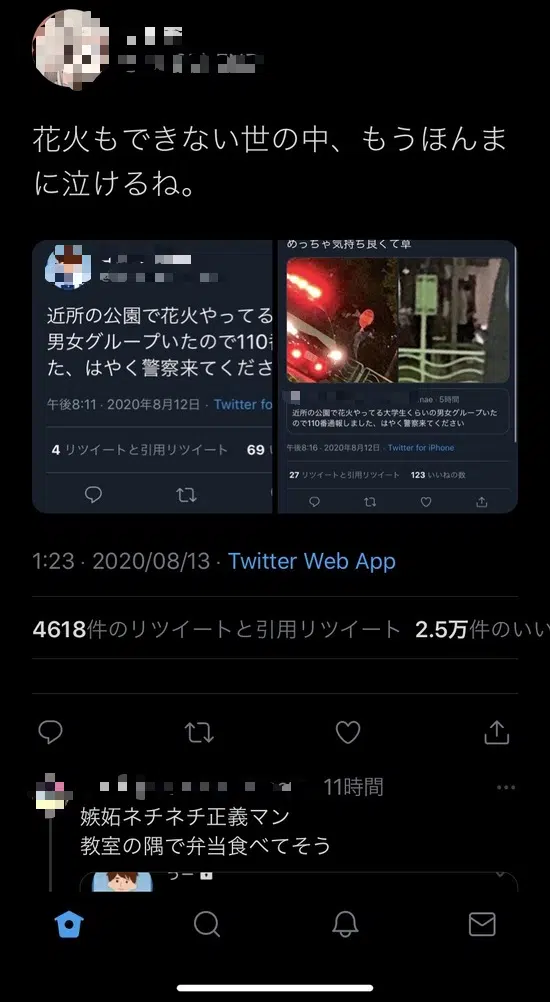 花火もできない世の中、もうほんま
に泣けるね。
近所の公園で花火やってる
男女グループいたので110
た、はやく警察来てくださ
午後8:11 · 2020年8月12日 · Twitter fo
4 リツイートと引用リツイート 69
めっちゃ気持ち良くて草
nae · 5時間
近所の公園で花火やってる大学生くらいの男女グループいた
ので110番通報しました、はやく警察来てください
午後8:16 · 2020年8月12日 · Twitter for iPhone
27 リツイートと引用リツイート 123 いいねの数
1:23 · 2020/08/13 · Twitter Web App
4618件のリツイートと引用リツイート 2.5万件のいい
11時間
嫉妬ネチネチ正義マン
教室の隅で弁当食べてそう
うー